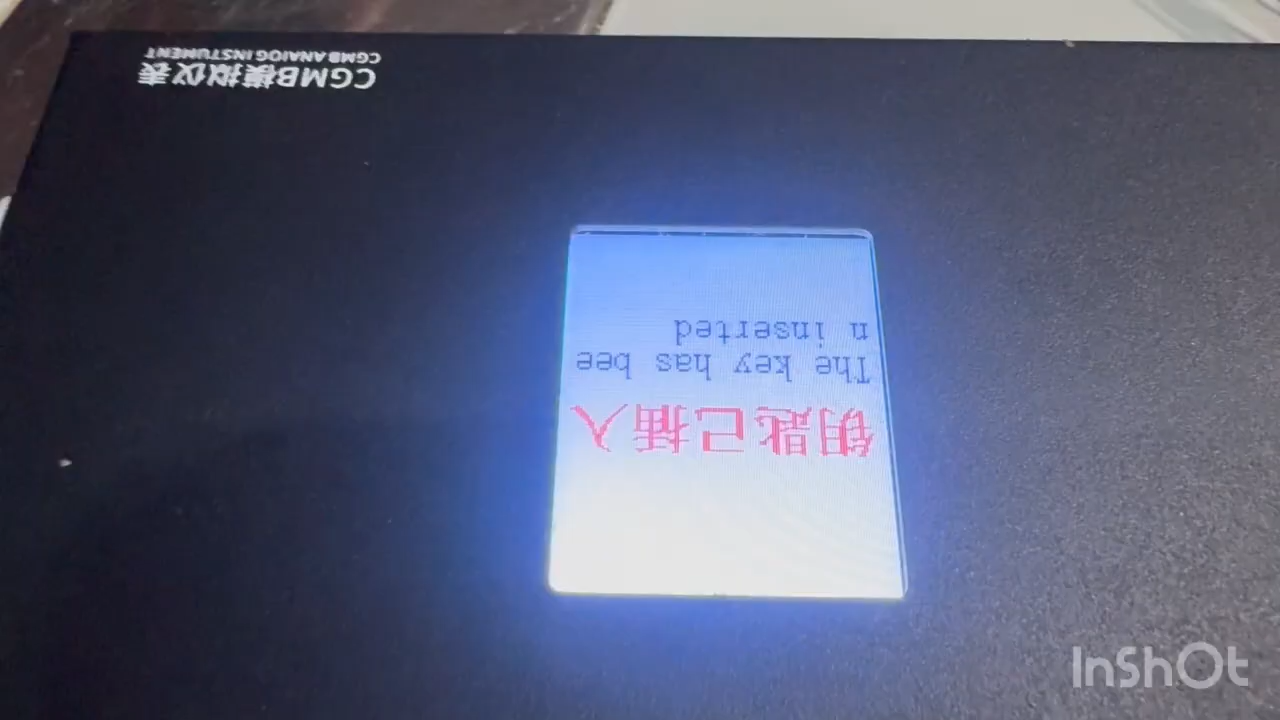 CGMB模拟仪表
CGMB ANAIOG INSTUMENT
钥匙已插入
The key has bee
n inserted
InShOt